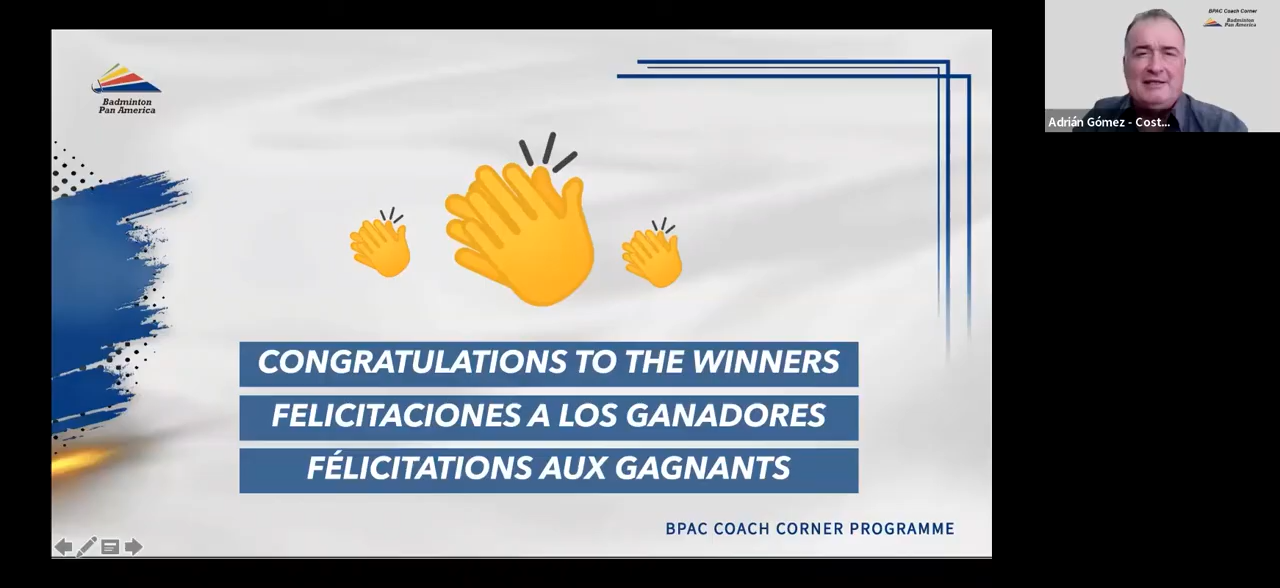 Badminton
Pan America
CONGRATULATIONS TO THE WINNERS
FELICITACIONES A LOS GANADORES
FÉLICITATIONS AUX GAGNANTS
BPAC COACH CORNER PROGRAMME
BPAC Coach Corner
Badminton
Pan America
Adrián Gómez - Cost...